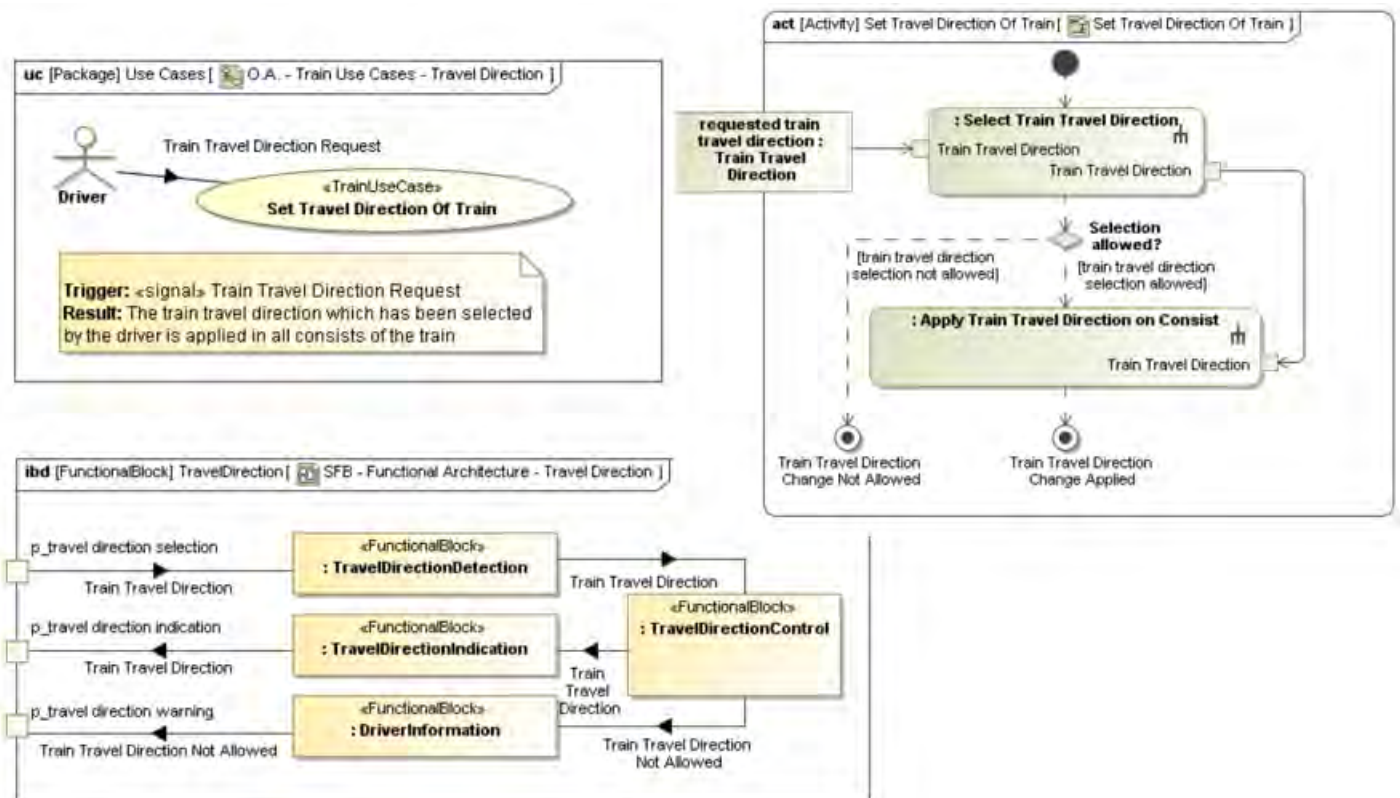 uc [Package] Use Cases [ O.A. - Train Use Cases - Travel Direction ]
Driver
Train Travel Direction Request
«TrainUseCase»
Set Travel Direction Of Train
Trigger: «signal» Train Travel Direction Request
Result: The train travel direction which has been selected
by the driver is applied in all consists of the train
act [Activity] Set Travel Direction Of Train [ Set Travel Direction Of Train ]
requested train
travel direction :
Train Travel
Direction
: Select Train Travel Direction
Train Travel Direction
Train Travel Direction
Selection
allowed?
[train travel direction
selection not allowed]
[train travel direction
selection allowed]
: Apply Train Travel Direction on Consist
Train Travel Direction
Train Travel Direction
Change Not Allowed
Train Travel Direction
Change Applied
ibd [FunctionalBlock] TravelDirection [ SFB - Functional Architecture - Travel Direction ]
p_travel direction selection
Train Travel Direction
«FunctionalBlock»
: TravelDirectionDetection
Train Travel Direction
«FunctionalBlock»
: TravelDirectionControl
p_travel direction indication
Train Travel Direction
«FunctionalBlock»
: TravelDirectionIndication
Train
Travel
Direction
p_travel direction warning
Train Travel Direction Not Allowed
«FunctionalBlock»
: DriverInformation
Train Travel Direction
Not Allowed